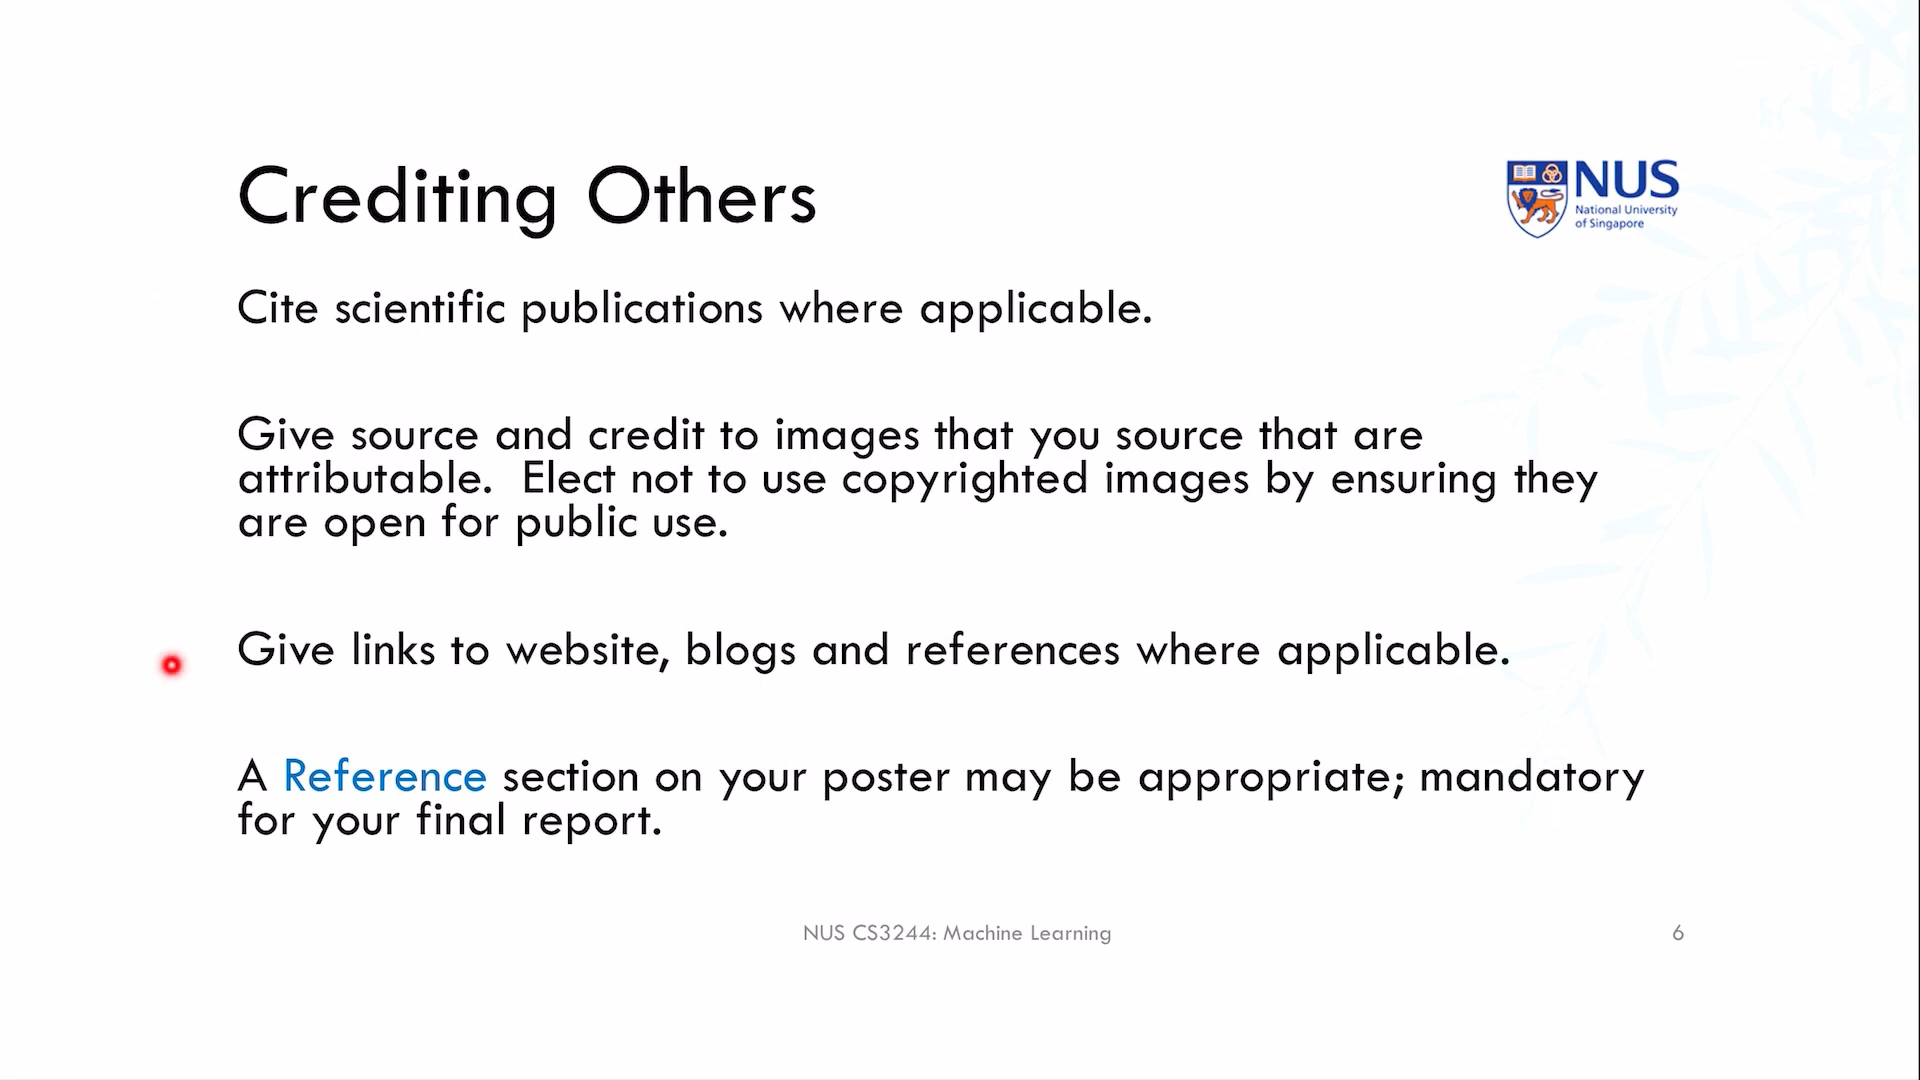 Crediting Others
NUS
National University
of Singapore
Cite scientific publications where applicable.
Give source and credit to images that you source that are
attributable.  Elect not to use copyrighted images by ensuring they
are open for public use.
Give links to website, blogs and references where applicable.
A Reference section on your poster may be appropriate; mandatory
for your final report.
NUS CS3244: Machine Learning
6